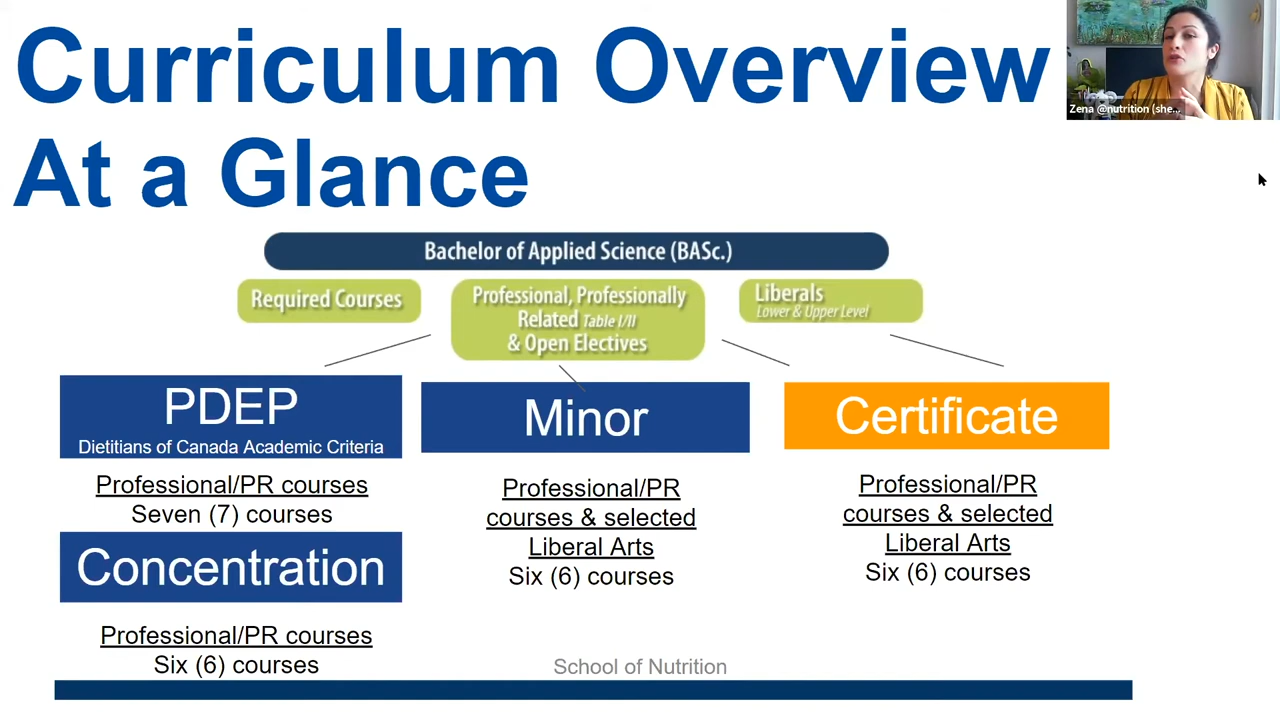 Curriculum Overview
At a Glance
Zena @nutrition (she...
Bachelor of Applied Science (BASc.)
Required Courses
Professional, Professionally
Related Table I/II
& Open Electives
Liberals
Lower & Upper Level
PDEP
Dietitians of Canada Academic Criteria
Professional/PR courses
Seven (7) courses
Concentration
Professional/PR courses
Six (6) courses
Minor
Professional/PR
courses & selected
Liberal Arts
Six (6) courses
Certificate
Professional/PR
courses & selected
Liberal Arts
Six (6) courses
School of Nutrition